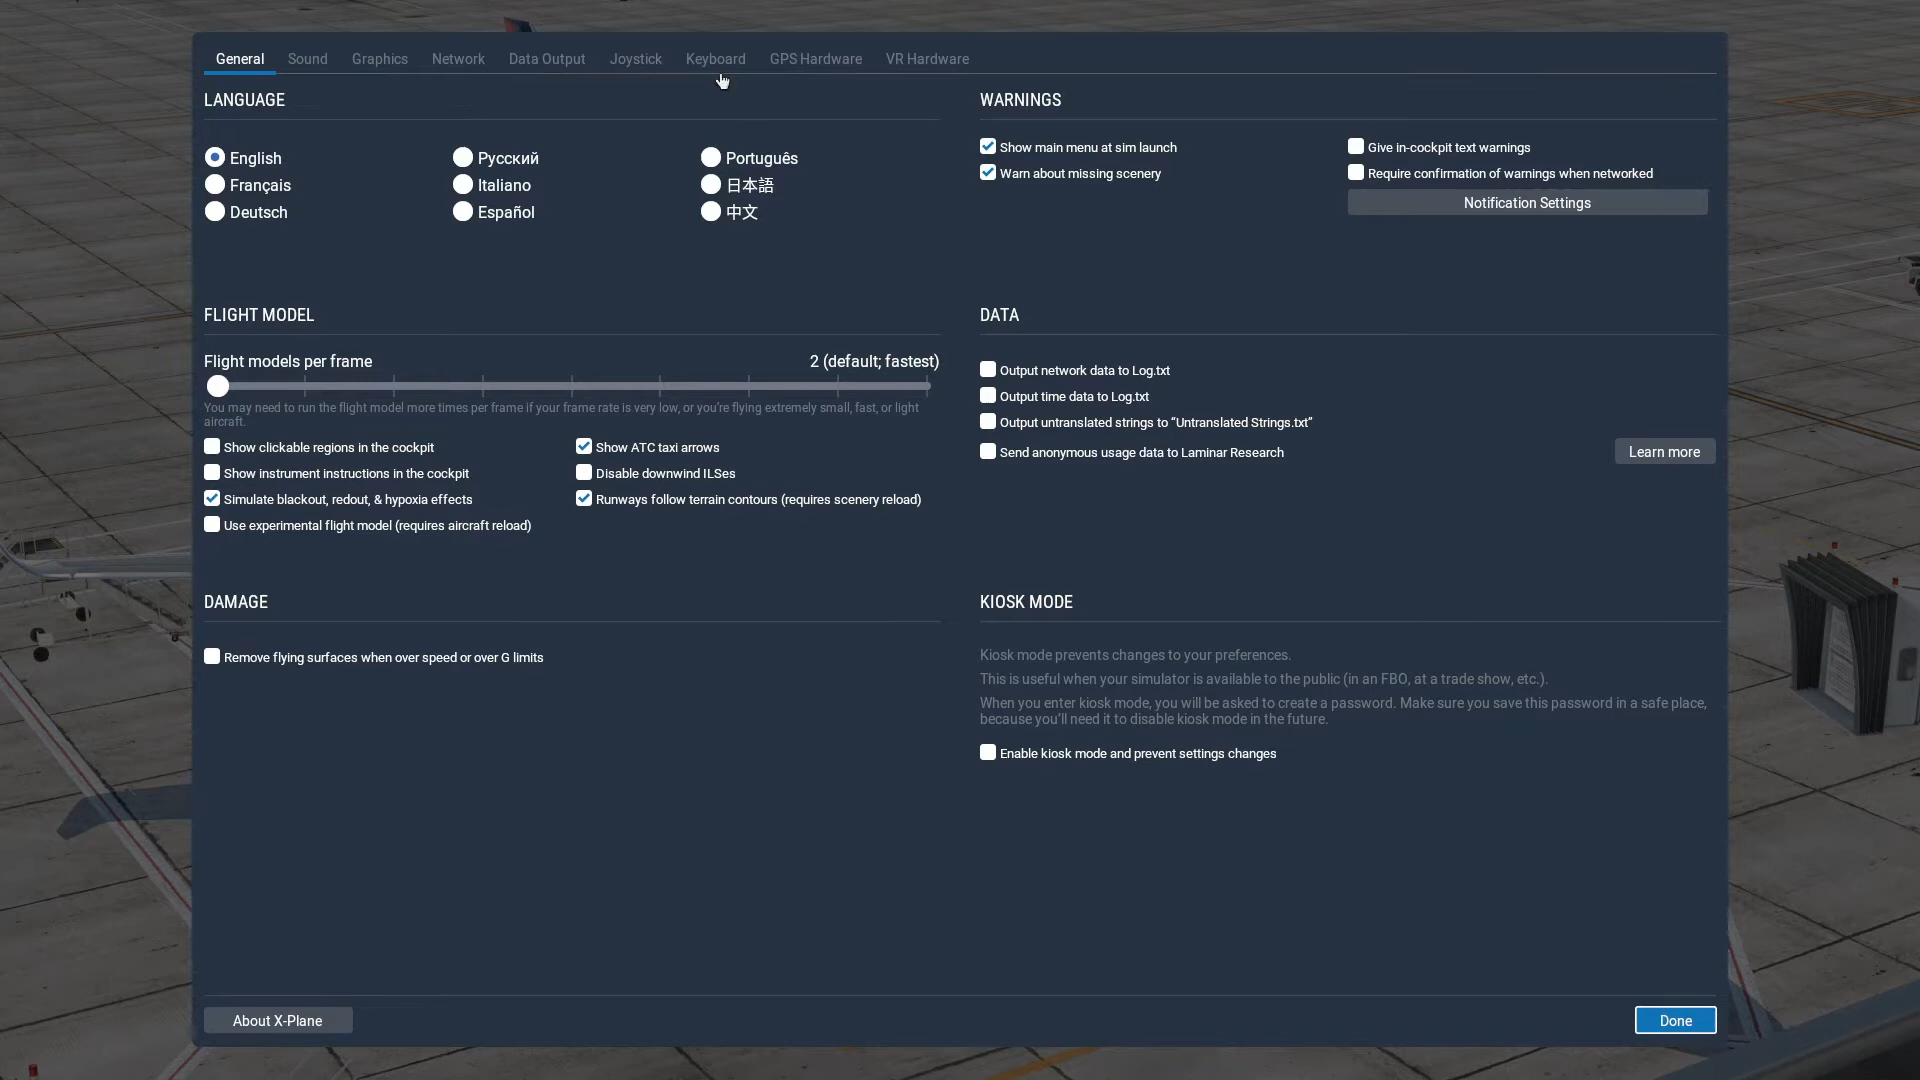 General Sound Graphics Network Data Output Joystick Keyboard GPS Hardware VR Hardware
LANGUAGE
English Русский Português
Français Italiano 日本語
Deutsch Español 中文
WARNINGS
Show main menu at sim launch Give in-cockpit text warnings
Warn about missing scenery Require confirmation of warnings when networked
Notification Settings
FLIGHT MODEL
Flight models per frame 2 (default; fastest)
You may need to run the flight model more times per frame if your frame rate is very low, or you're flying extremely small, fast, or light
aircraft.
Show clickable regions in the cockpit Show ATC taxi arrows
Show instrument instructions in the cockpit Disable downwind ILSes
Simulate blackout, redout, & hypoxia effects Runways follow terrain contours (requires scenery reload)
Use experimental flight model (requires aircraft reload)
DATA
Output network data to Log.txt
Output time data to Log.txt
Output untranslated strings to “Untranslated Strings.txt”
Send anonymous usage data to Laminar Research Learn more
DAMAGE
Remove flying surfaces when over speed or over G limits
KIOSK MODE
Kiosk mode prevents changes to your preferences.
This is useful when your simulator is available to the public (in an FBO, at a trade show, etc.).
When you enter kiosk mode, you will be asked to create a password. Make sure you save this password in a safe place,
because you'll need it to disable kiosk mode in the future.
Enable kiosk mode and prevent settings changes
About X-Plane Done